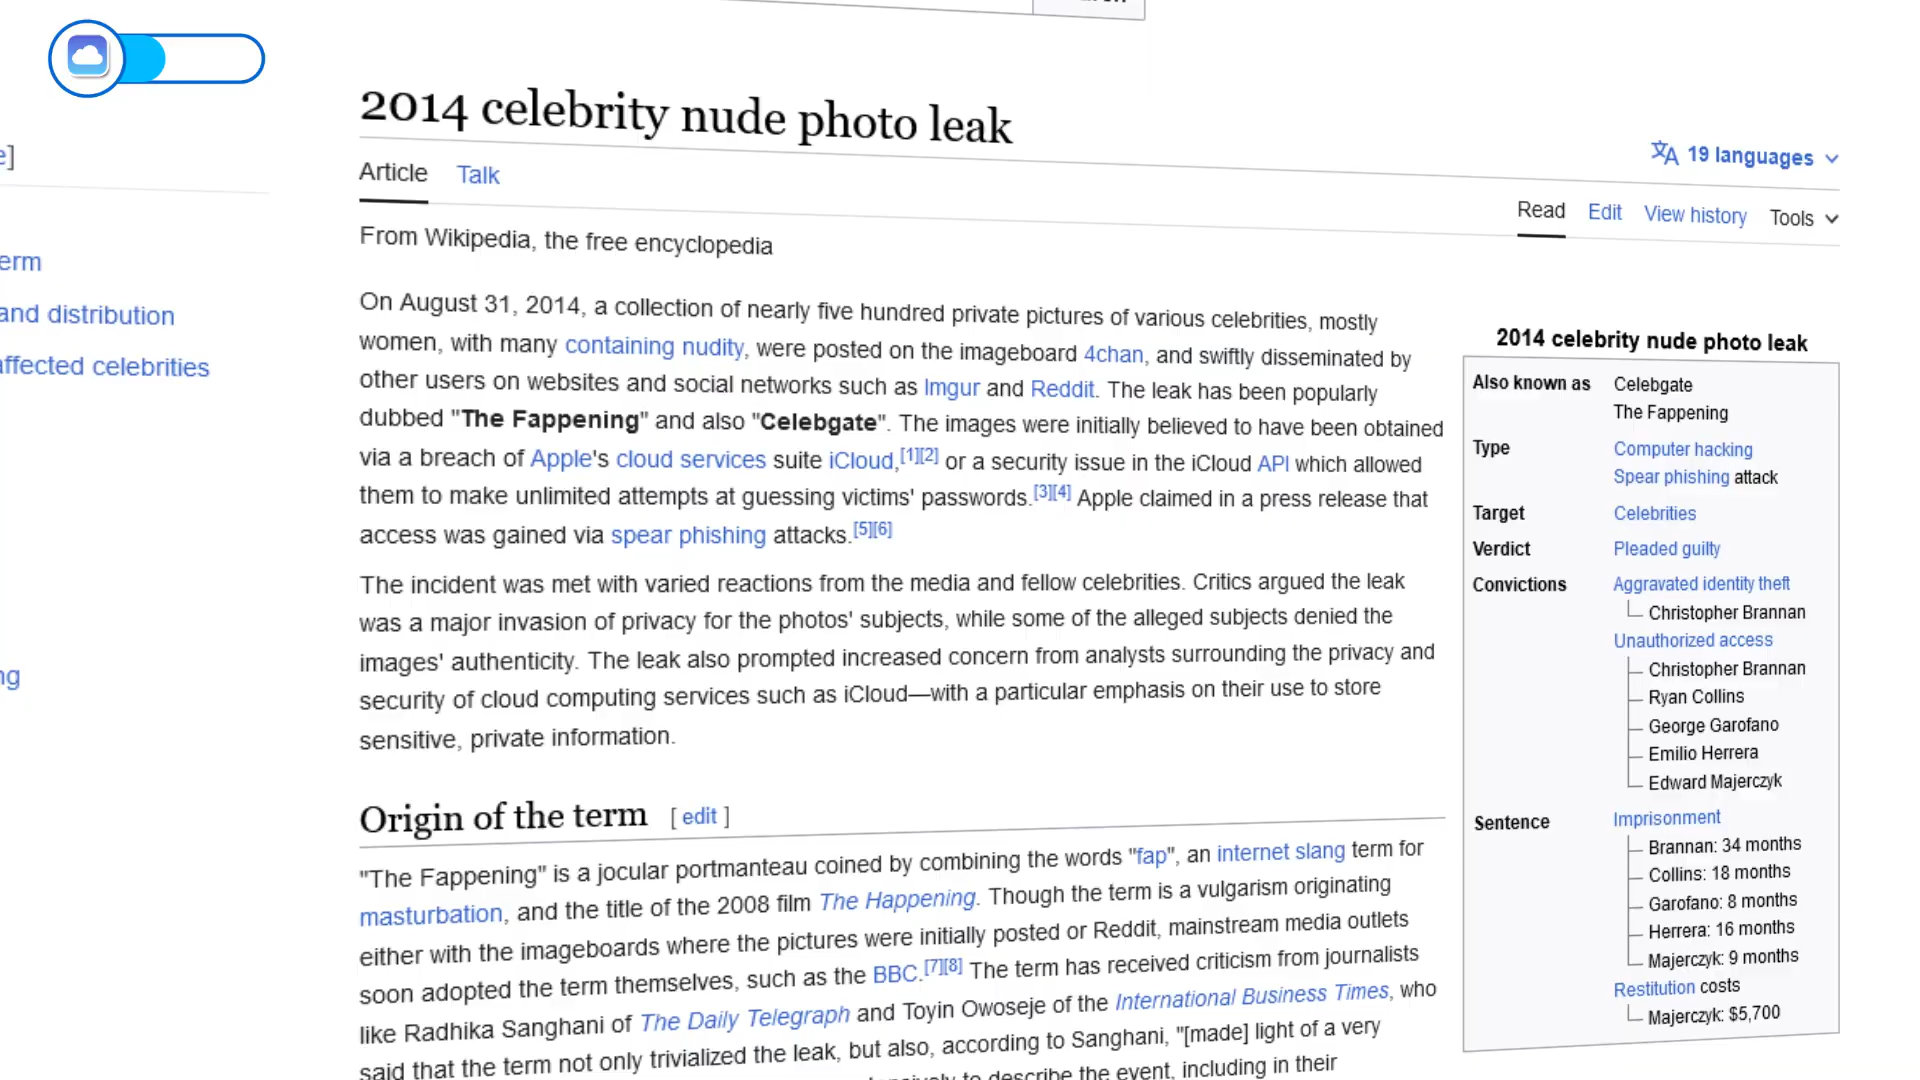 2014 celebrity nude photo leak
19 languages
Article Talk
Read Edit View history Tools
From Wikipedia, the free encyclopedia
e]
erm
and distribution
affected celebrities
ng
On August 31, 2014, a collection of nearly five hundred private pictures of various celebrities, mostly
women, with many containing nudity, were posted on the imageboard 4chan, and swiftly disseminated by
other users on websites and social networks such as Imgur and Reddit. The leak has been popularly
dubbed "The Fappening" and also "Celebgate". The images were initially believed to have been obtained
via a breach of Apple's cloud services suite iCloud,[1][2] or a security issue in the iCloud API which allowed
them to make unlimited attempts at guessing victims' passwords.[3][4] Apple claimed in a press release that
access was gained via spear phishing attacks.[5][6]
The incident was met with varied reactions from the media and fellow celebrities. Critics argued the leak
was a major invasion of privacy for the photos' subjects, while some of the alleged subjects denied the
images' authenticity. The leak also prompted increased concern from analysts surrounding the privacy and
security of cloud computing services such as iCloud—with a particular emphasis on their use to store
sensitive, private information.
Origin of the term [ edit ]
"The Fappening" is a jocular portmanteau coined by combining the words "fap", an internet slang term for
masturbation, and the title of the 2008 film The Happening. Though the term is a vulgarism originating
either with the imageboards where the pictures were initially posted or Reddit, mainstream media outlets
soon adopted the term themselves, such as the BBC.[7][8] The term has received criticism from journalists
like Radhika Sanghani of The Daily Telegraph and Toyin Owoseje of the International Business Times, who
said that the term not only trivialized the leak, but also, according to Sanghani, "[made] light of a very
to describe the event, including in their
2014 celebrity nude photo leak
Also known as Celebgate
The Fappening
Type Computer hacking
Spear phishing attack
Target Celebrities
Verdict Pleaded guilty
Convictions Aggravated identity theft
Christopher Brannan
Unauthorized access
Christopher Brannan
Ryan Collins
George Garofano
Emilio Herrera
Edward Majerczyk
Sentence Imprisonment
Brannan: 34 months
Collins: 18 months
Garofano: 8 months
Herrera: 16 months
Majerczyk: 9 months
Restitution costs
Majerczyk: $5,700